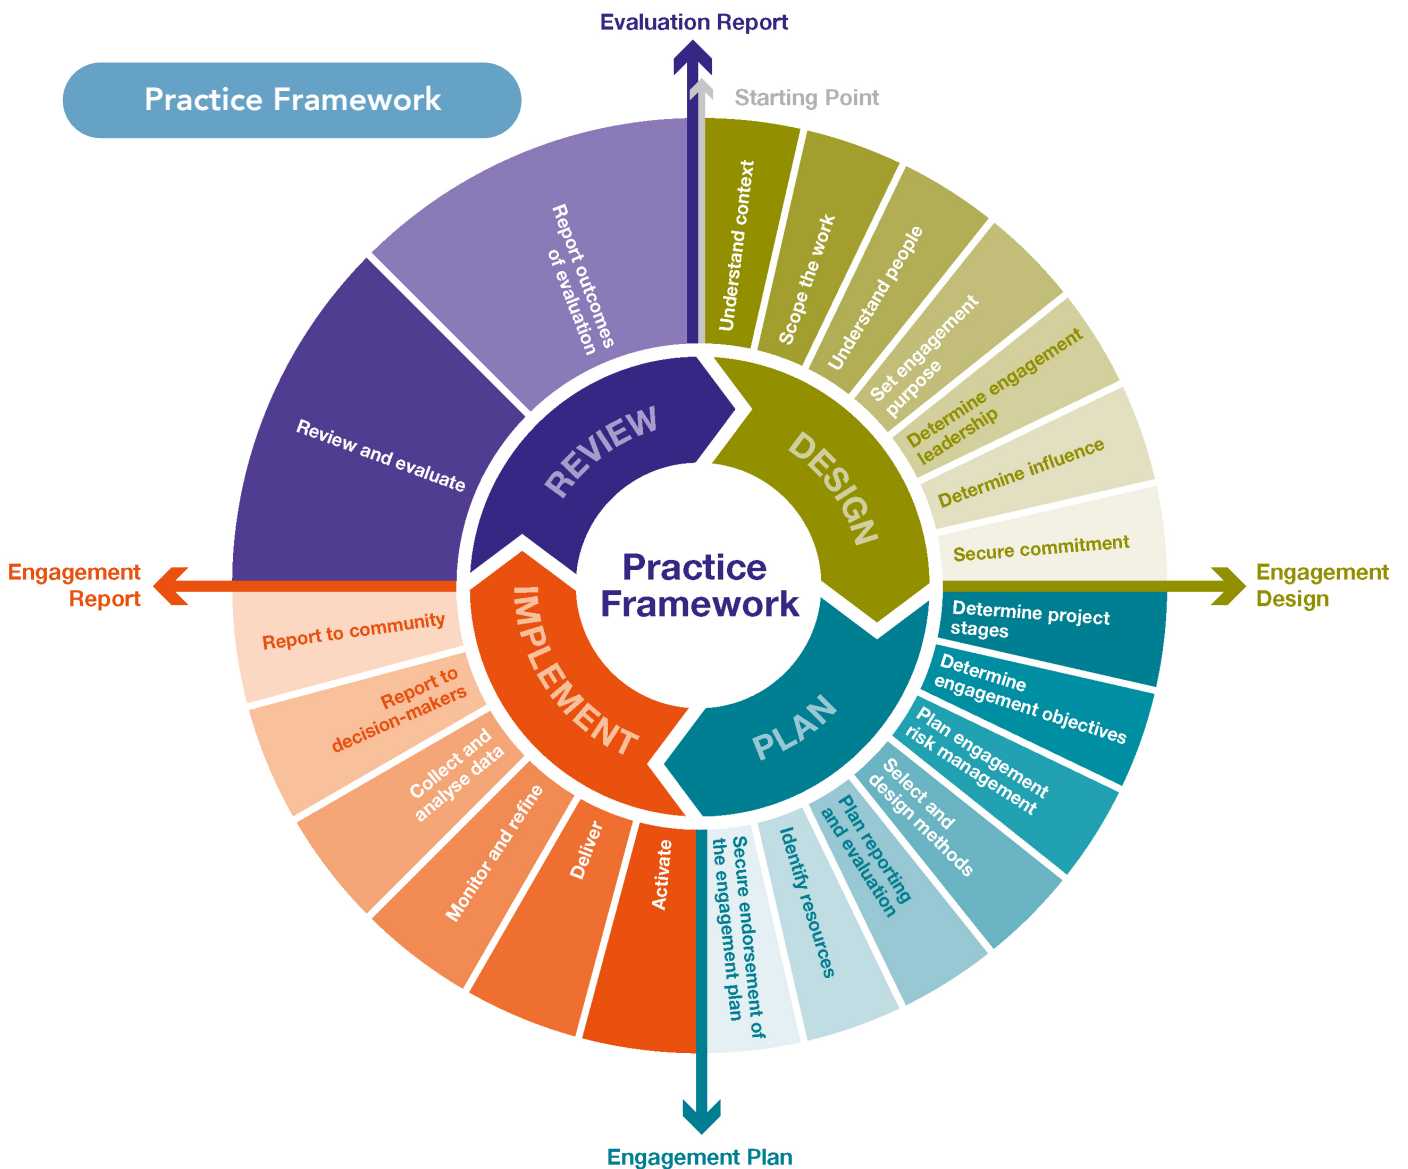 Evaluation Report
Practice Framework
Starting Point
Understand context
Scope the work
Understand people
Set engagement
purpose
Determine engagement
leadership
Determine influence
Secure commitment
Engagement
Design
Determine project
stages
Determine
engagement objectives
Plan engagement
risk management
Select and
design methods
Plan reporting
and evaluation
Identify resources
Secure endorsement of
the engagement plan
Engagement Plan
Activate
Deliver
Monitor and refine
Collect and
analyse data
Report to
decision-makers
Report to community
Engagement
Report
Review and evaluate
Report outcomes
of evaluation
REVIEW
DESIGN
PLAN
IMPLEMENT
Practice
Framework